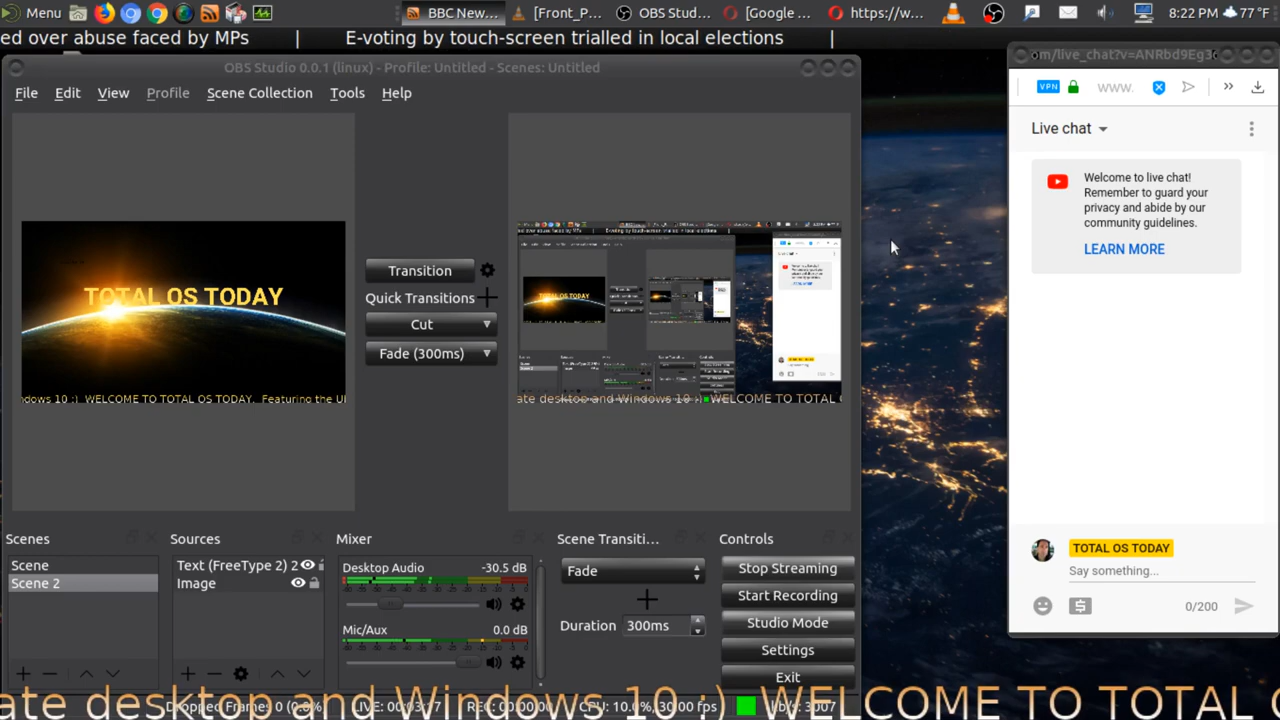 Menu
BBC New...
[Front_P...
OBS Stud...
[Google ...
https://w...
8:22 PM
77 °F
ed over abuse faced by MPs | E-voting by touch-screen trialled in local elections |
OBS Studio 0.0.1 (linux) - Profile: Untitled - Scenes: Untitled
File Edit View Profile Scene Collection Tools Help
TOTAL OS TODAY
ndows 10 :) WELCOME TO TOTAL OS TODAY. Featuring the U
Transition
Quick Transitions
Cut
Fade (300ms)
ate desktop and Windows 10 :) WELCOME TO TOTAL
Scenes
Scene
Scene 2
Sources
Text (FreeType 2) 2
Image
Mixer
Desktop Audio -30.5 dB
Mic/Aux 0.0 dB
Scene Transiti...
Fade
Duration 300ms
Controls
Stop Streaming
Start Recording
Studio Mode
Settings
Exit
om/live_chat?v=ANRbd9Eg3
VPN www.
Live chat
Welcome to live chat!
Remember to guard your
privacy and abide by our
community guidelines.
LEARN MORE
TOTAL OS TODAY
Say something...
0/200
ate desktop and Windows 10 :) WELCOME TO TOTAL